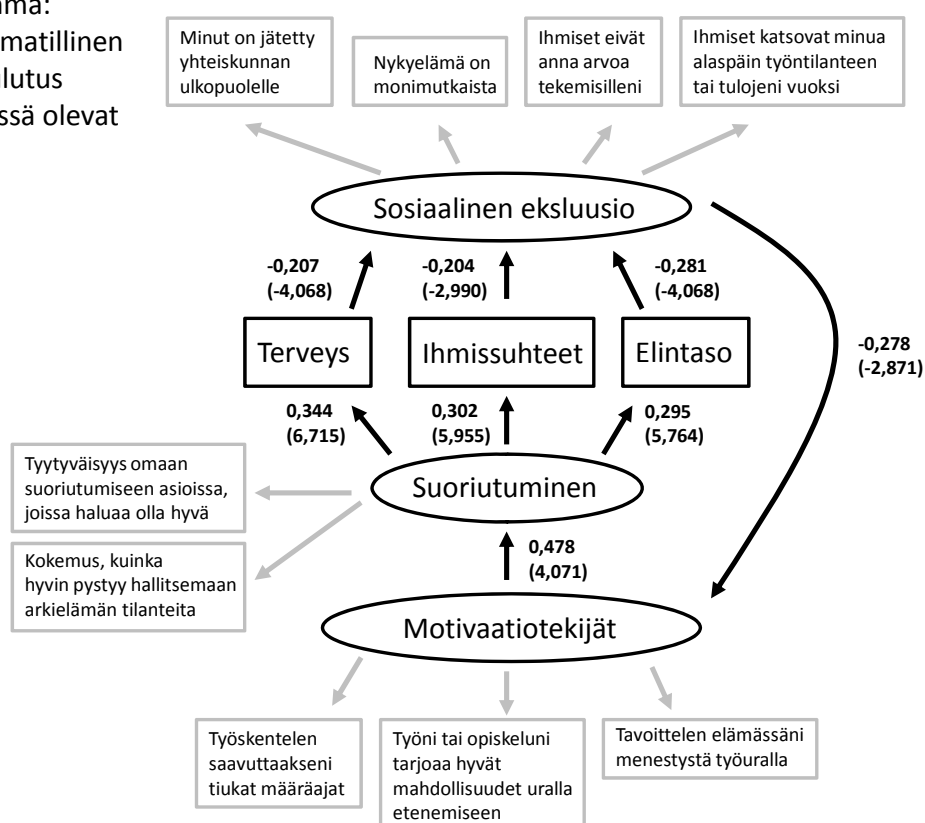 ma:
matillinen
lutus
ssä olevat
Minut on jätetty
yhteiskunnan
ulkopuolelle
Nykyelämä on
monimutkaista
Ihmiset eivät
anna arvoa
tekemisilleni
Ihmiset katsovat minua
alaspäin työntilanteen
tai tulojeni vuoksi
Sosiaalinen eksluusio
-0,207
(-4,068)
-0,204
(-2,990)
-0,281
(-4,068)
-0,278
(-2,871)
Terveys
Ihmissuhteet
Elintaso
0,344
(6,715)
0,302
(5,955)
0,295
(5,764)
Tyytyväisyys omaan
suoriutumiseen asioissa,
joissa haluaa olla hyvä
Suoriutuminen
Kokemus, kuinka
hyvin pystyy hallitsemaan
arkielämän tilanteita
0,478
(4,071)
Motivaatiotekijät
Työskentelen
saavuttaakseni
tiukat määräajat
Työni tai opiskeluni
tarjoaa hyvät
mahdollisuudet uralla
etenemiseen
Tavoittelen elämässäni
menestystä työuralla